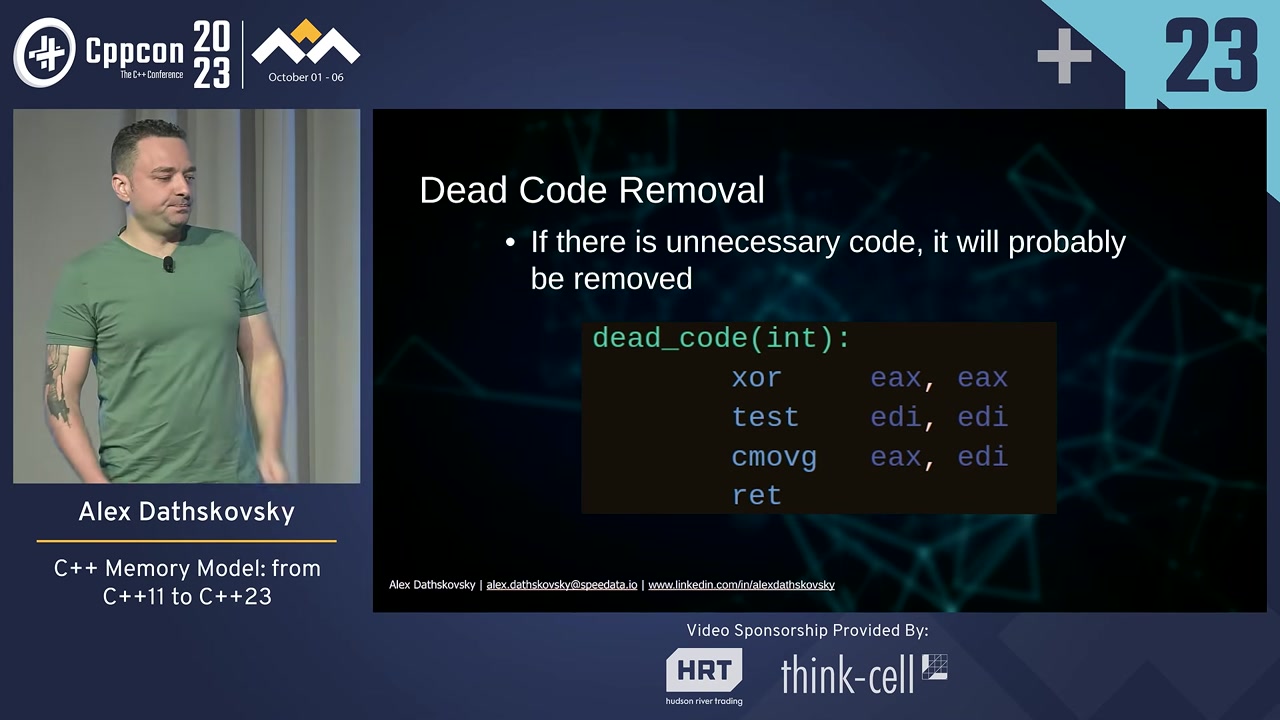 Cppcon
The C++ Conference
20
23
October 01 - 06
23
Dead Code Removal
• If there is unnecessary code, it will probably
be removed
dead_code(int):
xor eax, eax
test edi, edi
cmovg eax, edi
ret
Alex Dathskovsky | alex.dathskovsky@speedata.io | www.linkedin.com/in/alexdathskovsky
Alex Dathskovsky
C++ Memory Model: from
C++11 to C++23
Video Sponsorship Provided By:
HRT
hudson river trading
think-cell